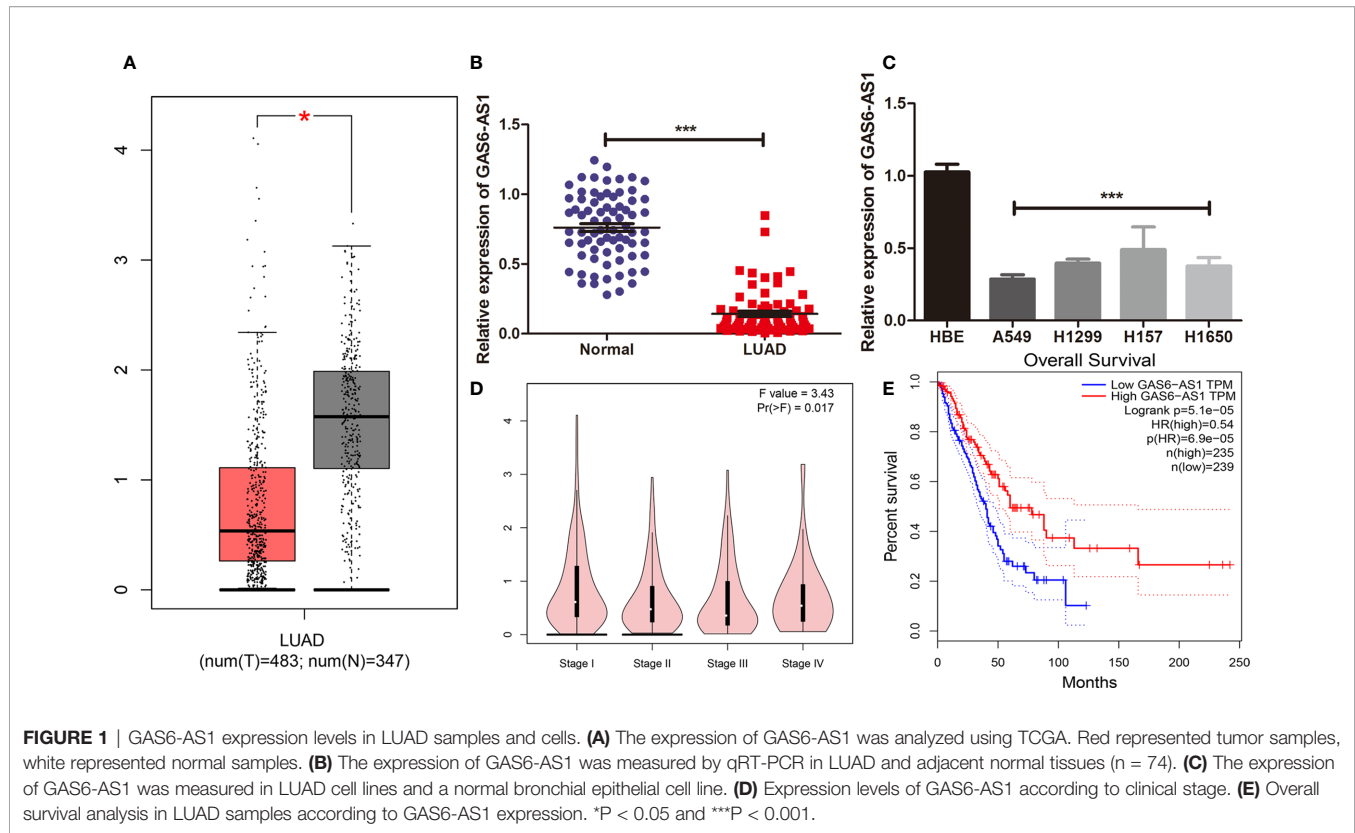 A
4
3
2
1
0
*
LUAD
(num(T)=483; num(N)=347)
B
Relative expression of GAS6-AS1
1.5
1.0
0.5
0.0
***
Normal LUAD
C
Relative expression of GAS6-AS1
1.5
1.0
0.5
0.0
***
HBE A549 H1299 H157 H1650
D
F value = 3.43
Pr(>F) = 0.017
4
3
2
1
0
Stage I Stage II Stage III Stage IV
Overall Survival
E
Percent survival
1.0
0.8
0.6
0.4
0.2
0.0
Low GAS6−AS1 TPM
High GAS6−AS1 TPM
Logrank p=5.1e−05
HR(high)=0.54
p(HR)=6.9e−05
n(high)=235
n(low)=239
0 50 100 150 200 250
Months
FIGURE 1 | GAS6-AS1 expression levels in LUAD samples and cells. (A) The expression of GAS6-AS1 was analyzed using TCGA. Red represented tumor samples,
white represented normal samples. (B) The expression of GAS6-AS1 was measured by qRT-PCR in LUAD and adjacent normal tissues (n = 74). (C) The expression
of GAS6-AS1 was measured in LUAD cell lines and a normal bronchial epithelial cell line. (D) Expression levels of GAS6-AS1 according to clinical stage. (E) Overall
survival analysis in LUAD samples according to GAS6-AS1 expression. *P < 0.05 and ***P < 0.001.